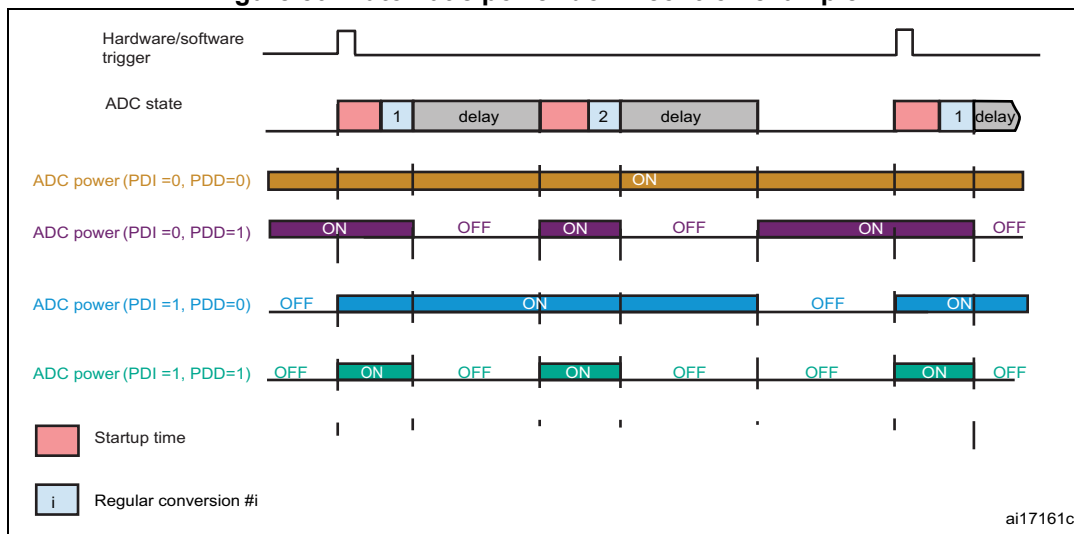 Hardware/software
trigger
ADC state
1 delay 2 delay 1 delay
ADC power (PDI =0, PDD=0) ON
ADC power (PDI =0, PDD=1) ON OFF ON OFF ON OFF
ADC power (PDI =1, PDD=0) OFF ON OFF ON
ADC power (PDI =1, PDD=1) OFF ON OFF ON OFF OFF ON OFF
Startup time
i Regular conversion #i
ai17161c